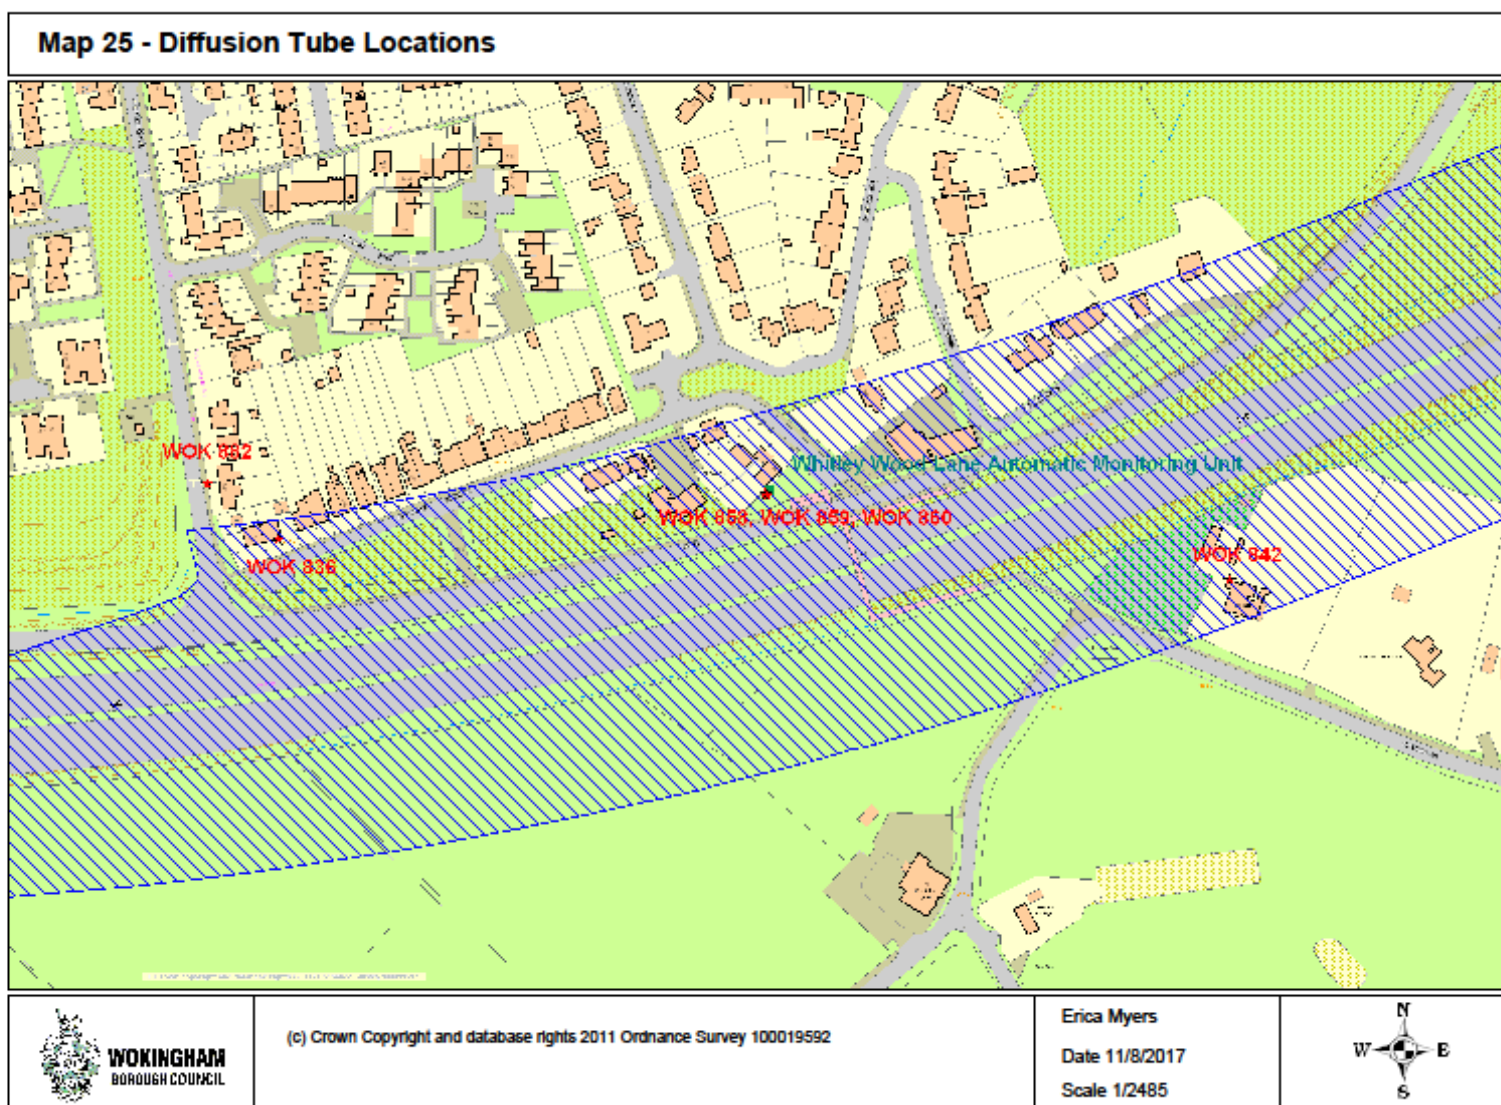 Map 25 - Diffusion Tube Locations
Whitley Wood Lane Automatic Monitoring Unit
WOK 858, WOK 859, WOK 860
WOK 842
WOK 836
WOKINGHAM
BOROUGH COUNCIL
(c) Crown Copyright and database rights 2011 Ordnance Survey 100019592
Erica Myers
Date 11/8/2017
Scale 1/2485
N
W
E
S